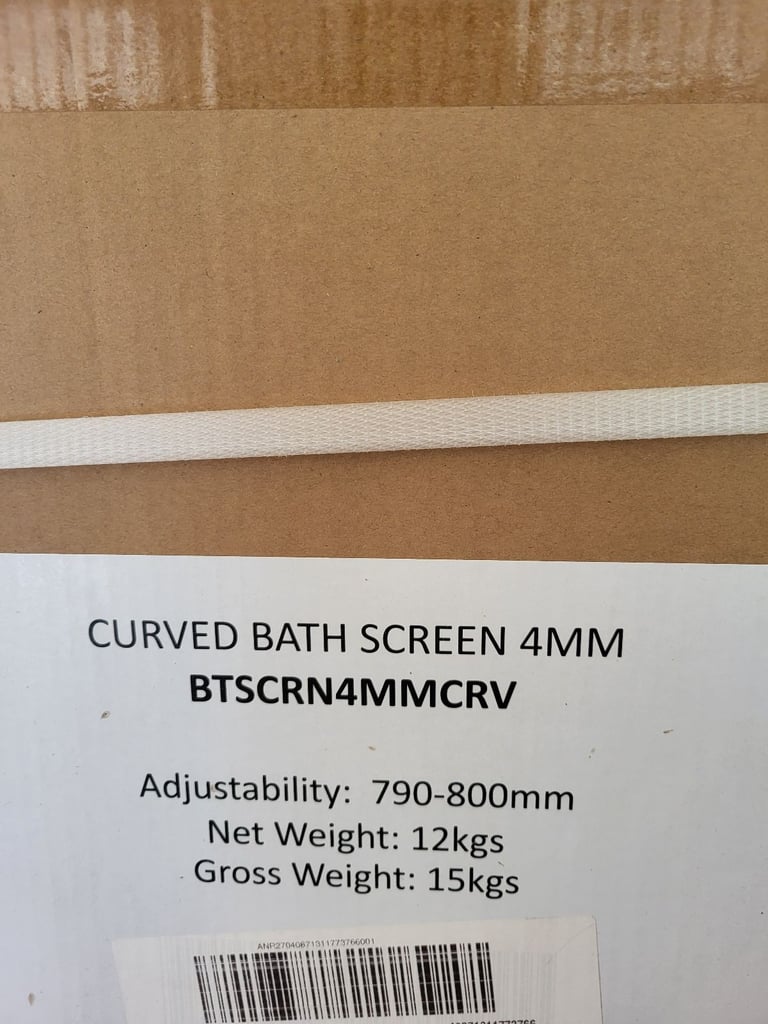 CURVED BATH SCREEN 4MM
BTSCRN4MMCRV
Adjustability: 790-800mm
Net Weight: 12kgs
Gross Weight: 15kgs